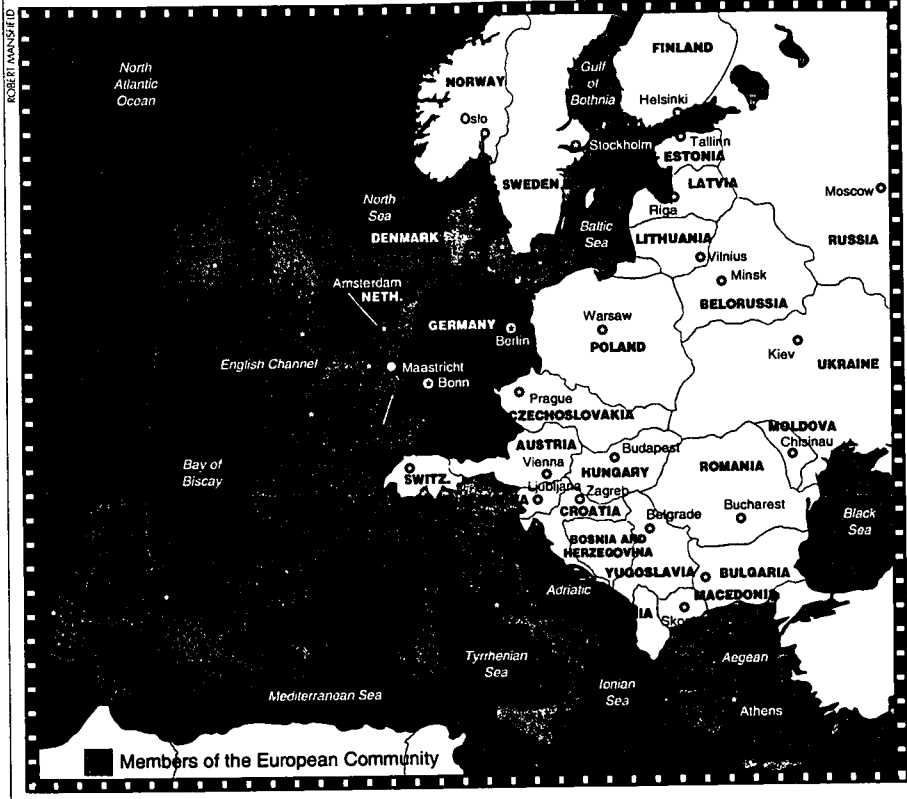 ROBERT MANSFIELD
North
Atlantic
Ocean
FINLAND
NORWAY
Gulf
of
Bothnia
Helsinki
Oslo
Stockholm
Tallinn
ESTONIA
SWEDEN
LATVIA
Moscow
Riga
North
Sea
DENMARK
Baltic
Sea
LITHUANIA
RUSSIA
Vilnius
Minsk
Amsterdam
NETH.
BELORUSSIA
GERMANY
Berlin
Warsaw
POLAND
Kiev
UKRAINE
English Channel
Maastricht
Bonn
Prague
CZECHOSLOVAKIA
MOLDOVA
Chisinau
AUSTRIA
Budapest
Vienna
HUNGARY
ROMANIA
Bay of
Biscay
SWITZ.
Ljubljana
Zagreb
IA
CROATIA
Bucharest
Belgrade
Black
Sea
BOSNIA AND
HERZEGOVINA
YUGOSLAVIA
BULGARIA
Adriatic
MACEDONIA
IA
Sko
Tyrrhenian
Sea
Aegean
Ionian
Sea
Mediterranean Sea
Athens
Members of the European Community